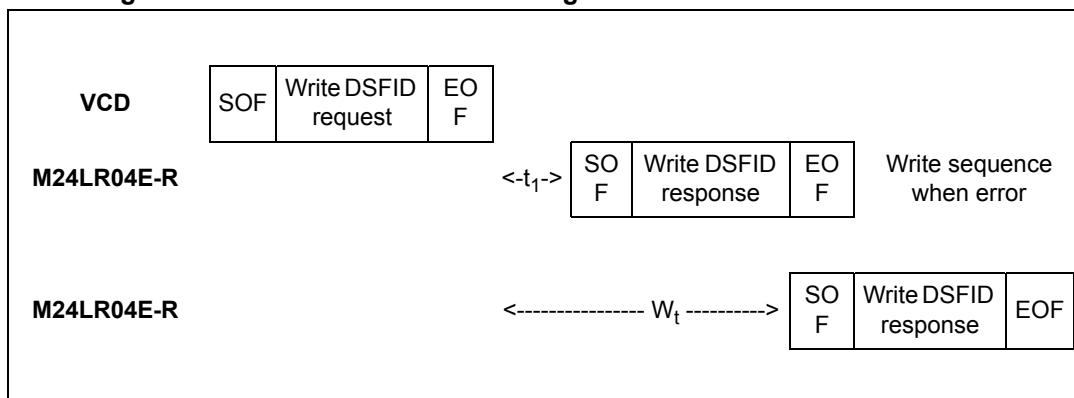 VCD SOF Write DSFID request EO F
M24LR04E-R <-t1-> SO F Write DSFID response EO F Write sequence when error
M24LR04E-R <---------------- Wt ----------> SO F Write DSFID response EOF